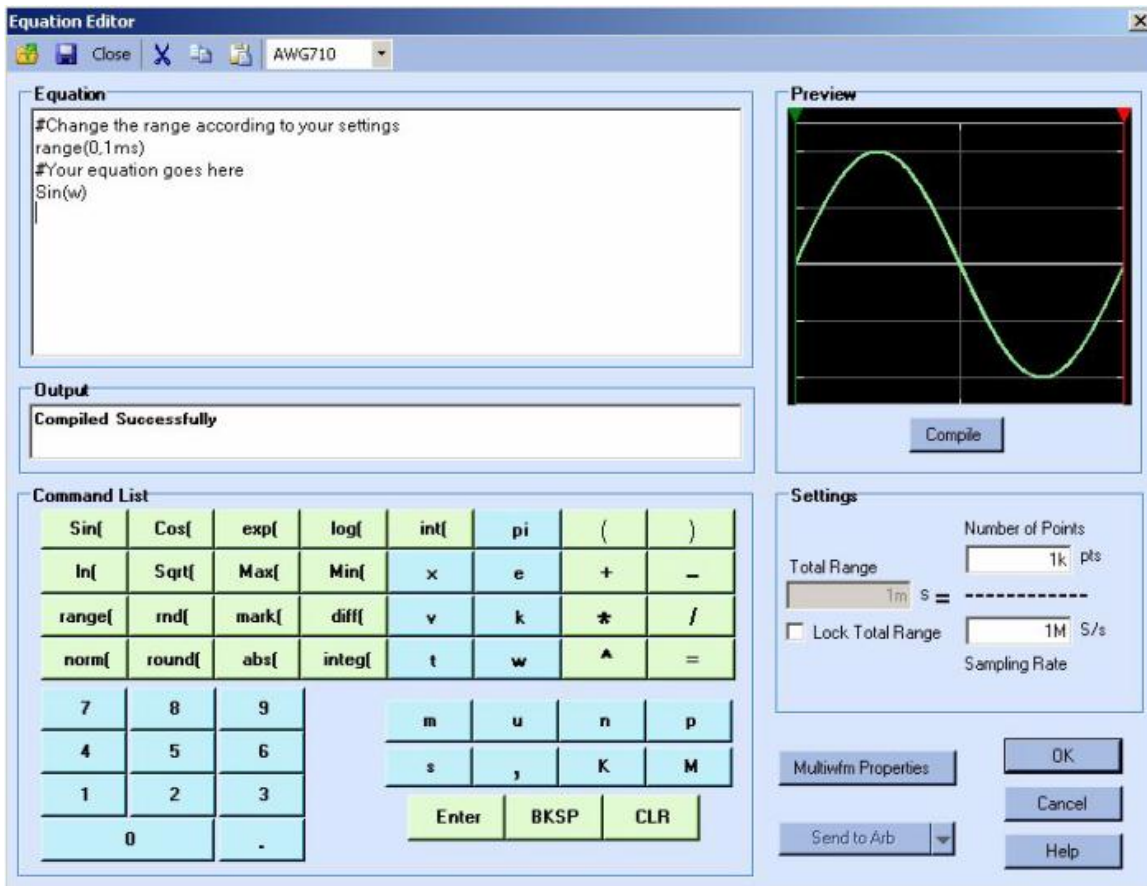 Equation Editor
Close AWG710
Equation
#Change the range according to your settings
range(0,1ms)
#Your equation goes here
Sin(w)
Preview
Output
Compiled Successfully
Compile
Command List
Sin( Cos( exp( log( int( pi ( )
ln( Sqrt( Max( Min( x e + -
range( rnd( mark( diff( v k * /
norm( round( abs( integ( t w ^ =
7 8 9
4 5 6
1 2 3
0 .
m u n p
s , K M
Enter BKSP CLR
Settings
Number of Points
1k pts
Total Range
1m s = ------------
Lock Total Range
1M S/s
Sampling Rate
Multiwfm Properties
OK
Cancel
Send to Arb
Help